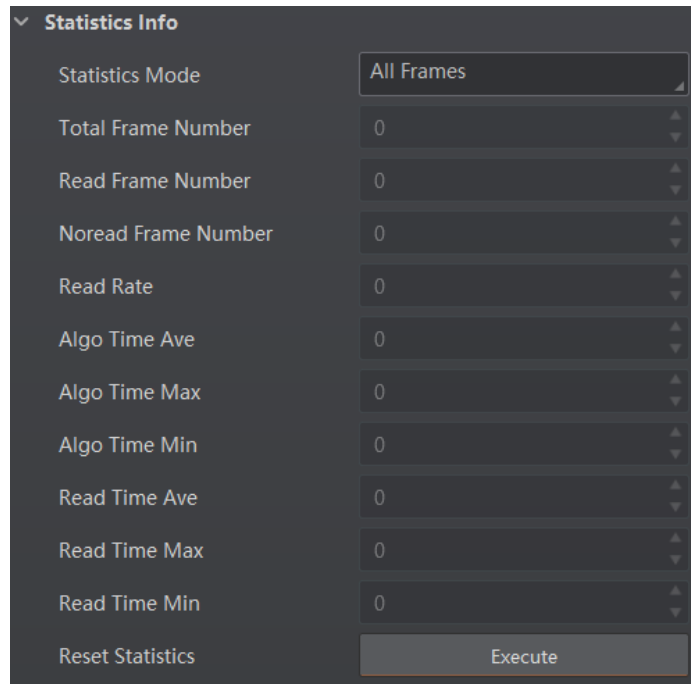 Statistics Info
Statistics Mode All Frames
Total Frame Number 0
Read Frame Number 0
Noread Frame Number 0
Read Rate 0
Algo Time Ave 0
Algo Time Max 0
Algo Time Min 0
Read Time Ave 0
Read Time Max 0
Read Time Min 0
Reset Statistics Execute